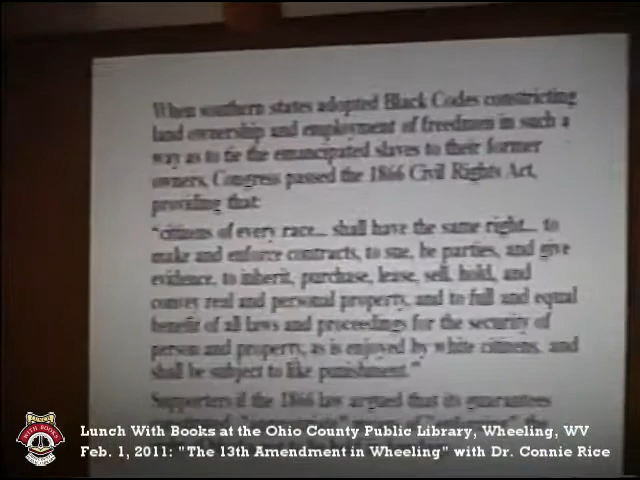 When southern states adopted Black Codes constricting
land ownership and employment of freedmen in such a
way as to tie the emancipated slaves to their former
owners, Congress passed the 1866 Civil Rights Act,
providing that:
"citizens of every race... shall have the same right... to
make and enforce contracts, to sue, be parties, and give
evidence, to inherit, purchase, lease, sell, hold, and
convey real and personal property, and to full and equal
benefit of all laws and proceedings for the security of
person and property, as is enjoyed by white citizens, and
shall be subject to like punishment."
Supporters if the 1866 law argued that its guarantees
LUNCH
WITH BOOKS
Lunch With Books at the Ohio County Public Library, Wheeling, WV
Feb. 1, 2011: "The 13th Amendment in Wheeling" with Dr. Connie Rice